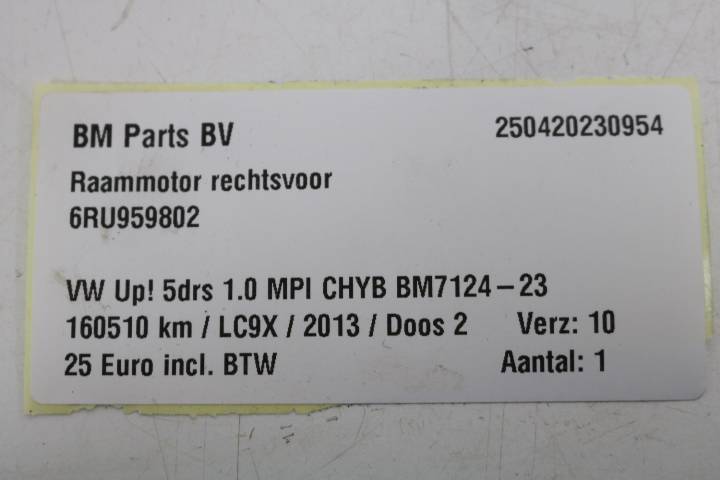 BM Parts BV 250420230954
Raammotor rechtsvoor
6RU959802
VW Up! 5drs 1.0 MPI CHYB BM7124-23
160510 km / LC9X / 2013 / Doos 2 Verz: 10
25 Euro incl. BTW Aantal: 1